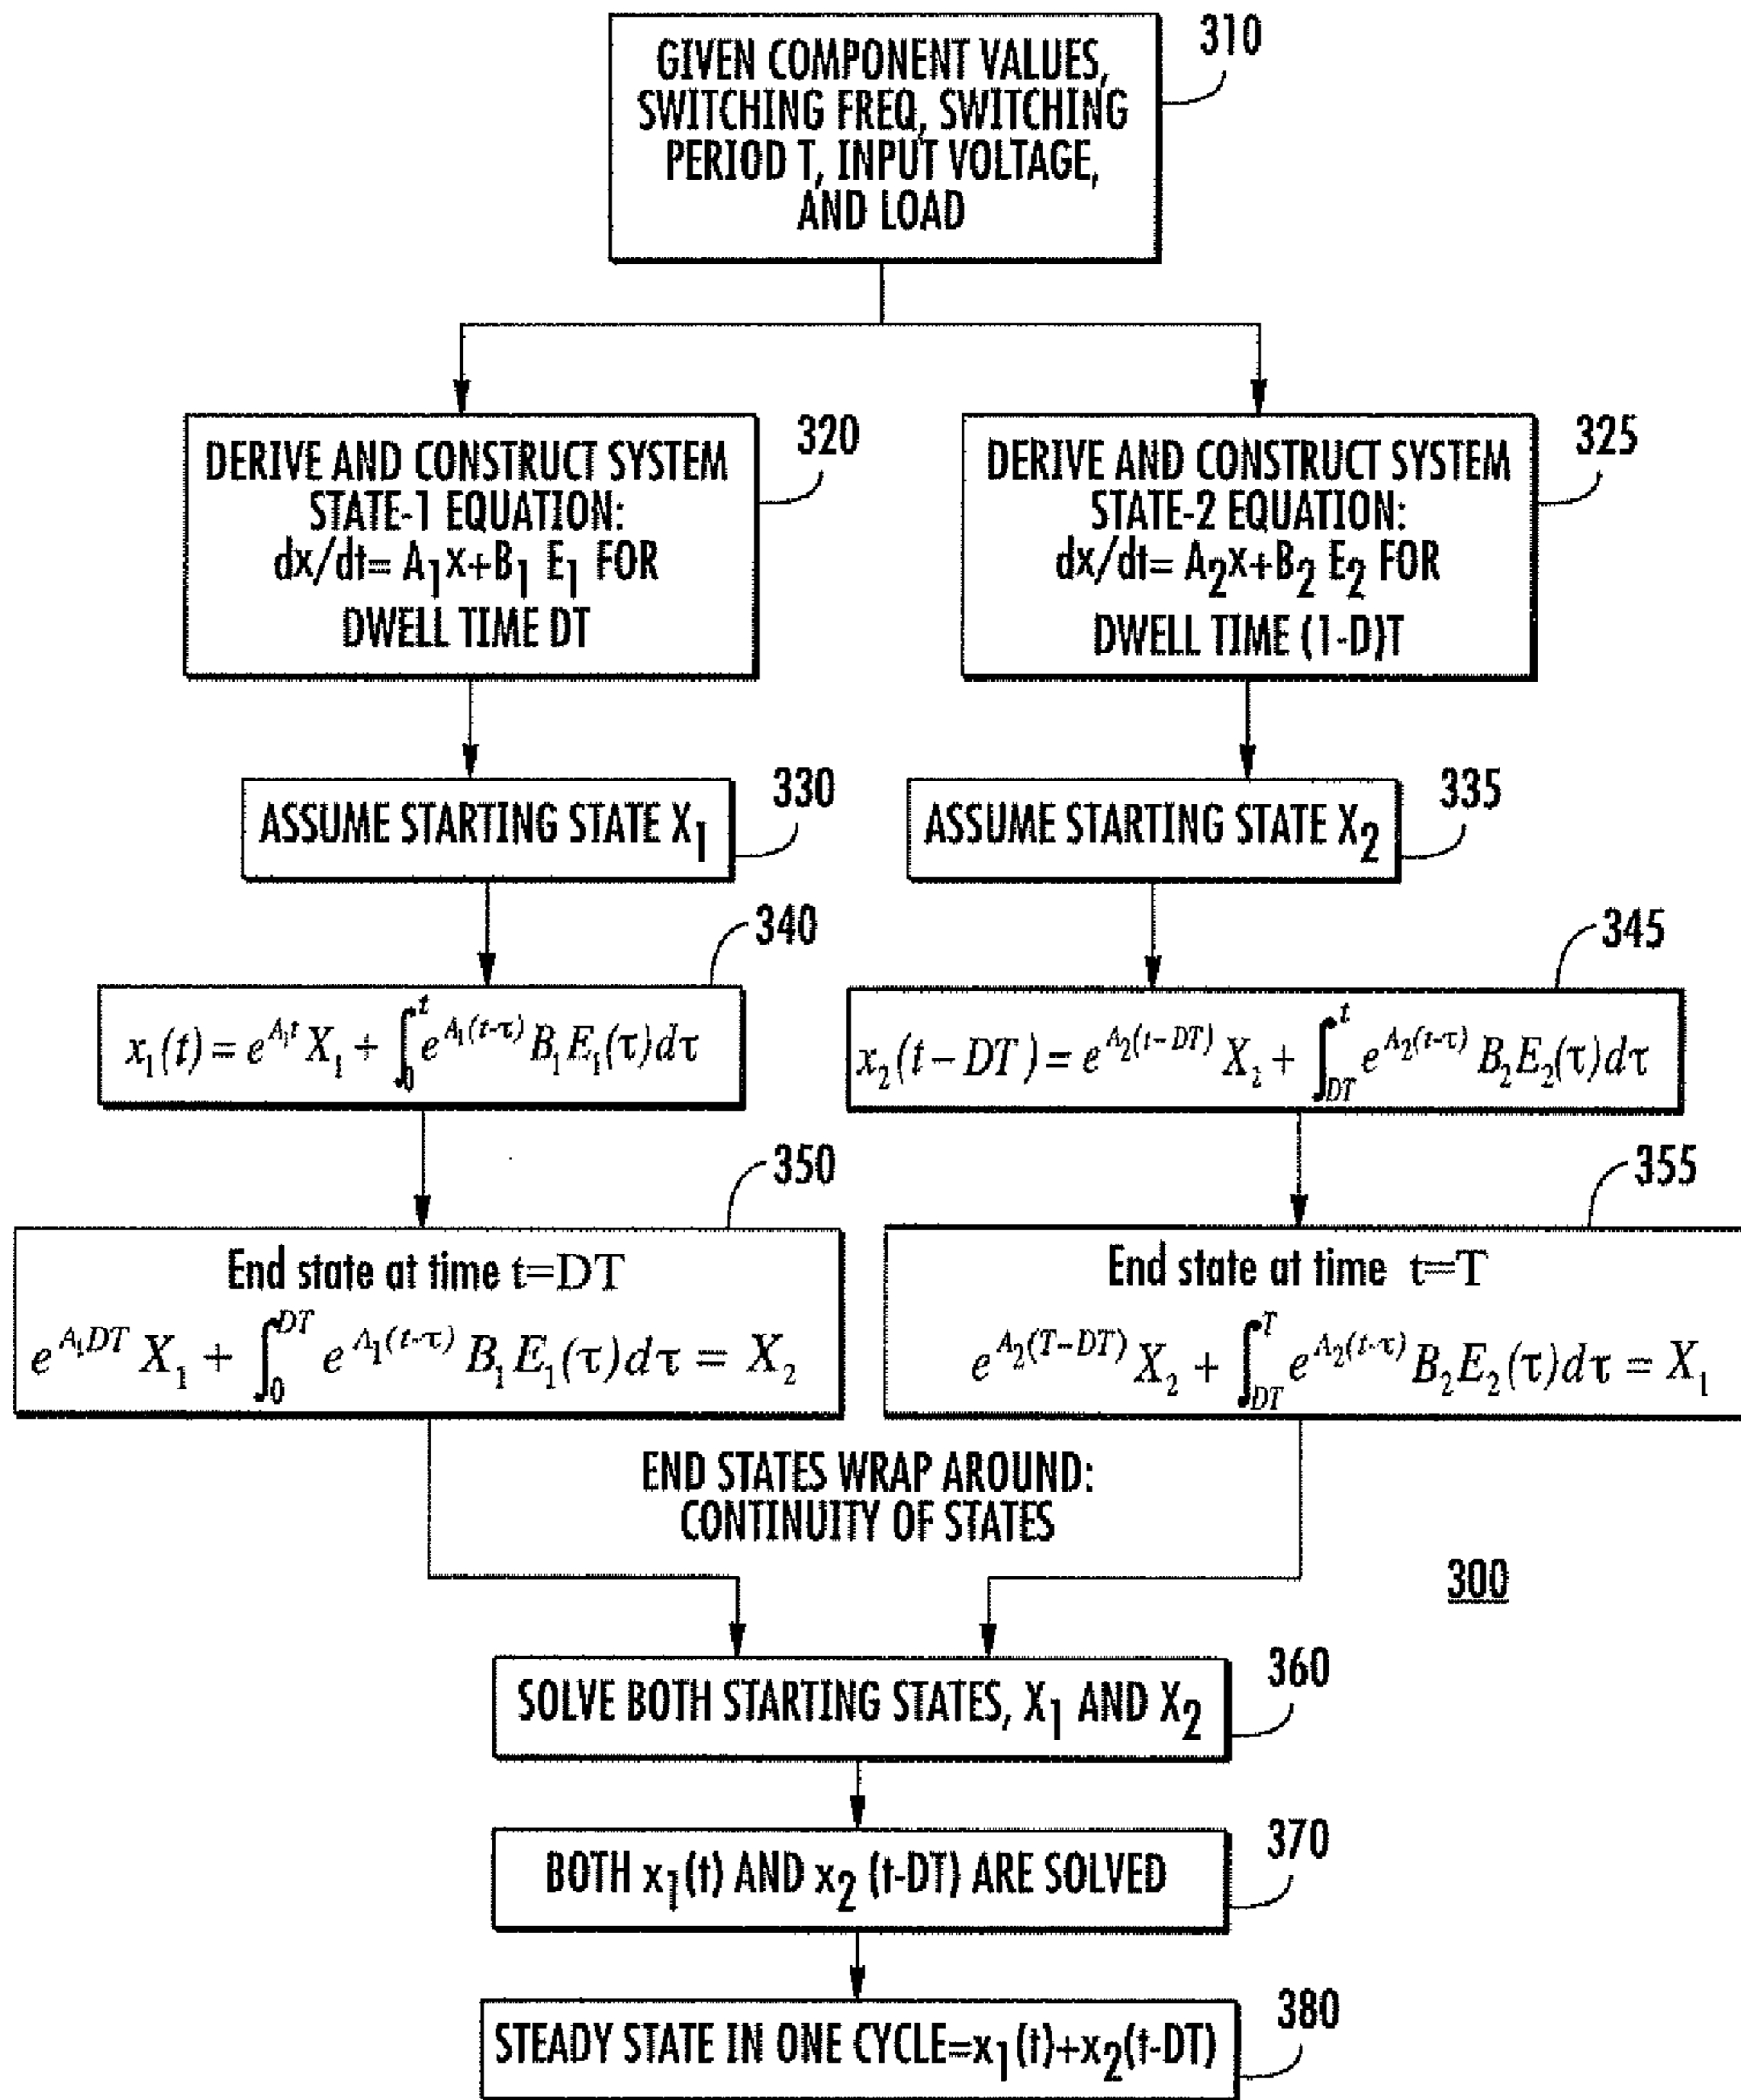 310
GIVEN COMPONENT VALUES,
SWITCHING FREQ, SWITCHING
PERIOD T, INPUT VOLTAGE,
AND LOAD
320
DERIVE AND CONSTRUCT SYSTEM
STATE-1 EQUATION:
dx/dt= A₁x+B₁ E₁ FOR
DWELL TIME DT
325
DERIVE AND CONSTRUCT SYSTEM
STATE-2 EQUATION:
dx/dt= A₂x+B₂ E₂ FOR
DWELL TIME (1-D)T
330
ASSUME STARTING STATE X₁
335
ASSUME STARTING STATE X₂
340
x₁(t) = e^{A₁t} X₁ + ∫₀^t e^{A₁(t-τ)} B₁E₁(τ)dτ
345
x₂(t−DT) = e^{A₂(t-DT)} X₂ + ∫_{DT}^t e^{A₂(t-τ)} B₂E₂(τ)dτ
350
End state at time t=DT
e^{A₁DT} X₁ + ∫₀^{DT} e^{A₁(t-τ)} B₁E₁(τ)dτ = X₂
355
End state at time t=T
e^{A₂(T-DT)} X₂ + ∫_{DT}^T e^{A₂(t-τ)} B₂E₂(τ)dτ = X₁
END STATES WRAP AROUND:
CONTINUITY OF STATES
300
360
SOLVE BOTH STARTING STATES, X₁ AND X₂
370
BOTH x₁(t) AND x₂ (t-DT) ARE SOLVED
380
STEADY STATE IN ONE CYCLE=x₁(t)+x₂(t-DT)